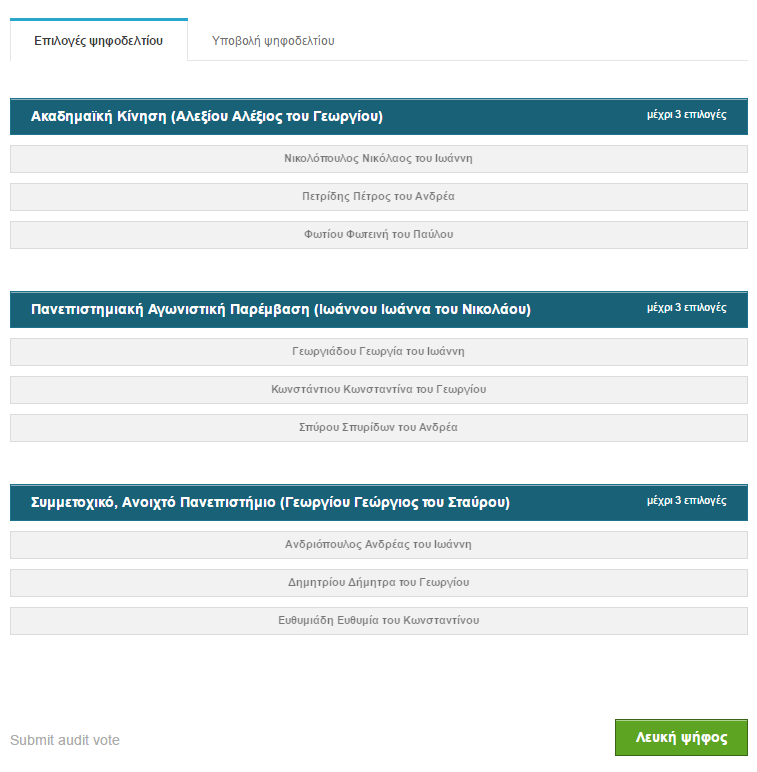 Επιλογές ψηφοδελτίου
Υποβολή ψηφοδελτίου
Ακαδημαϊκή Κίνηση (Αλεξίου Αλέξιος του Γεωργίου)
μέχρι 3 επιλογές
Νικολόπουλος Νικόλαος του Ιωάννη
Πετρίδης Πέτρος του Ανδρέα
Φωτίου Φωτεινή του Παύλου
Πανεπιστημιακή Αγωνιστική Παρέμβαση (Ιωάννου Ιωάννα του Νικολάου)
μέχρι 3 επιλογές
Γεωργιάδου Γεωργία του Ιωάννη
Κωνστάντιου Κωνσταντίνα του Γεωργίου
Σπύρου Σπυρίδων του Ανδρέα
Συμμετοχικό, Ανοιχτό Πανεπιστήμιο (Γεωργίου Γεώργιος του Σταύρου)
μέχρι 3 επιλογές
Ανδριόπουλος Ανδρέας του Ιωάννη
Δημητρίου Δήμητρα του Γεωργίου
Ευθυμιάδη Ευθυμία του Κωνσταντίνου
Submit audit vote
Λευκή ψήφος